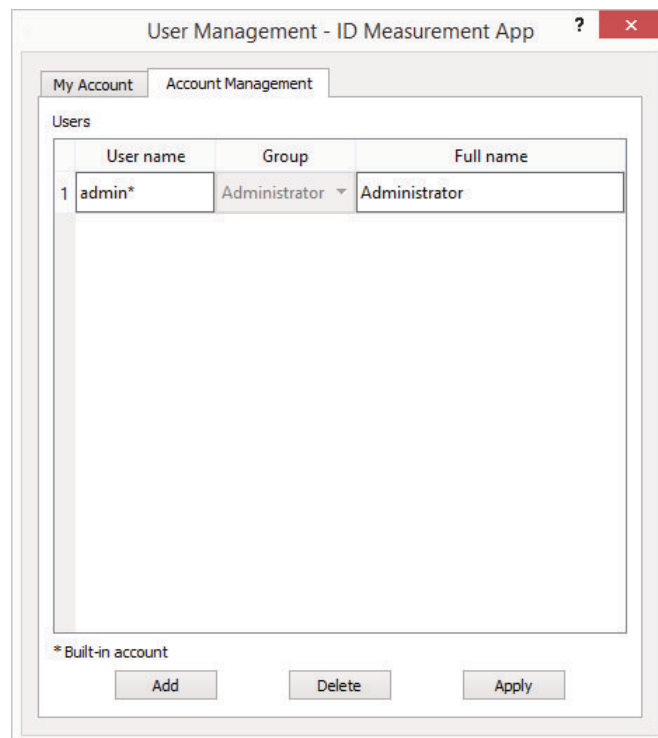 User Management - ID Measurement App ? ×
My Account Account Management
Users
User name Group Full name
1 admin* Administrator Administrator
* Built-in account
Add Delete Apply